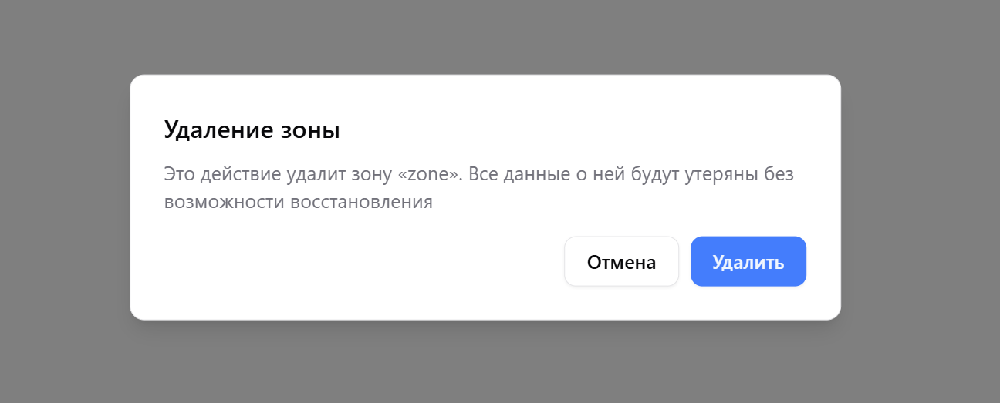 Удаление зоны
Это действие удалит зону «zone». Все данные о ней будут утеряны без
возможности восстановления
Отмена
Удалить